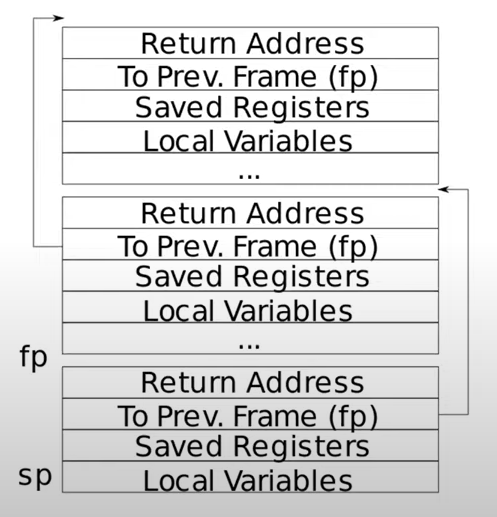 Return Address
To Prev. Frame (fp)
Saved Registers
Local Variables
...
Return Address
To Prev. Frame (fp)
Saved Registers
Local Variables
...
fp
Return Address
To Prev. Frame (fp)
Saved Registers
sp Local Variables